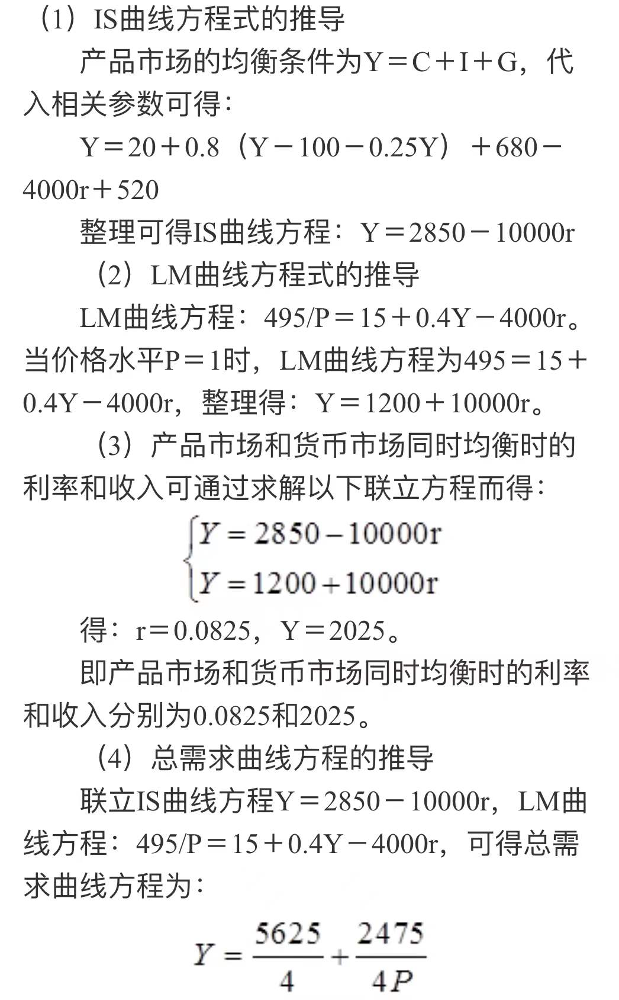 （1）IS曲线方程式的推导
产品市场的均衡条件为Y＝C＋I＋G，代
入相关参数可得：
Y＝20＋0.8（Y－100－0.25Y）＋680－
4000r＋520
整理可得IS曲线方程：Y＝2850－10000r
（2）LM曲线方程式的推导
LM曲线方程：495/P＝15＋0.4Y－4000r。
当价格水平P＝1时，LM曲线方程为495＝15＋
0.4Y－4000r，整理得：Y＝1200＋10000r。
（3）产品市场和货币市场同时均衡时的
利率和收入可通过求解以下联立方程而得：
Y = 2850 – 10000r
Y = 1200 + 10000r
得：r＝0.0825，Y＝2025。
即产品市场和货币市场同时均衡时的利率
和收入分别为0.0825和2025。
（4）总需求曲线方程的推导
联立IS曲线方程Y＝2850－10000r，LM曲
线方程：495/P＝15＋0.4Y－4000r，可得总需
求曲线方程为：
Y = 5625/4 + 2475/4P